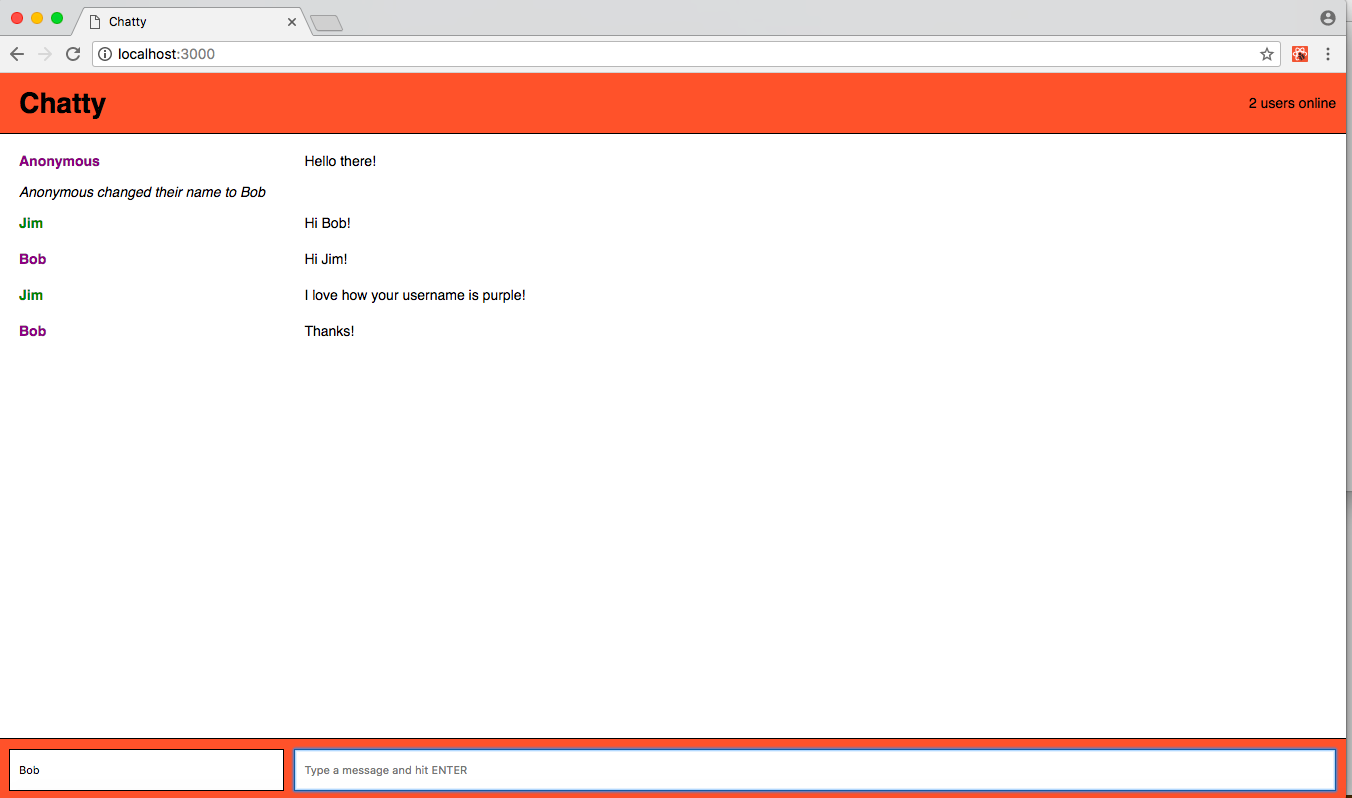 Chatty
localhost:3000
Chatty
2 users online
Anonymous Hello there!
Anonymous changed their name to Bob
Jim Hi Bob!
Bob Hi Jim!
Jim I love how your username is purple!
Bob Thanks!
Bob Type a message and hit ENTER